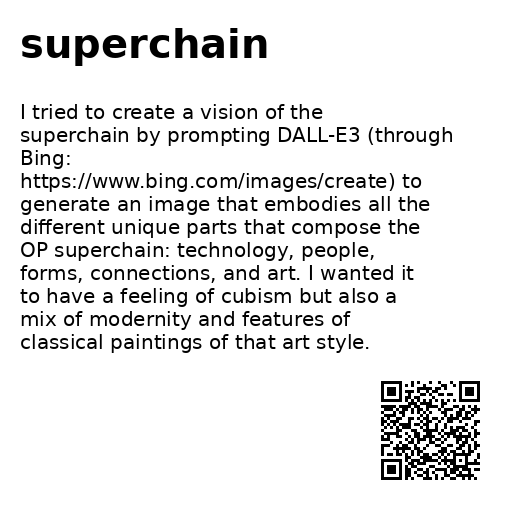 superchain
I tried to create a vision of the
superchain by prompting DALL-E3 (through
Bing:
https://www.bing.com/images/create) to
generate an image that embodies all the
different unique parts that compose the
OP superchain: technology, people,
forms, connections, and art. I wanted it
to have a feeling of cubism but also a
mix of modernity and features of
classical paintings of that art style.